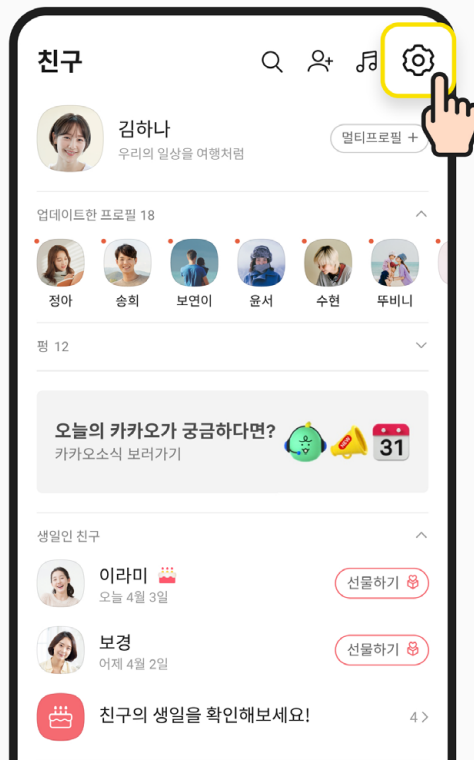 친구
김하나
우리의 일상을 여행처럼
멀티프로필 +
업데이트한 프로필 18
정아 송희 보연이 윤서 수현 뚜비니
펑 12
오늘의 카카오가 궁금하다면?
카카오소식 보러가기
NEW
31
생일인 친구
이라미
오늘 4월 3일
선물하기
보경
어제 4월 2일
선물하기
친구의 생일을 확인해보세요!
4 >